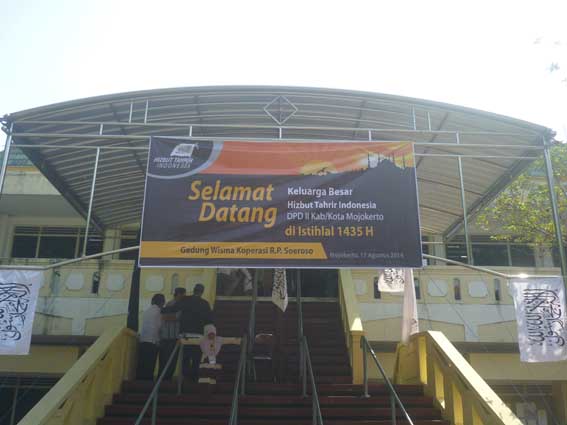 HIZBUT TAHRIR
INDONESIA
Selamat
Datang
Keluarga Besar
Hizbut Tahrir Indonesia
DPD II Kab/Kota Mojokerto
di Istihlal 1435 H
Gedung Wisma Koperasi R.P. Soeroso
Mojokerto, 17 Agustus 2014